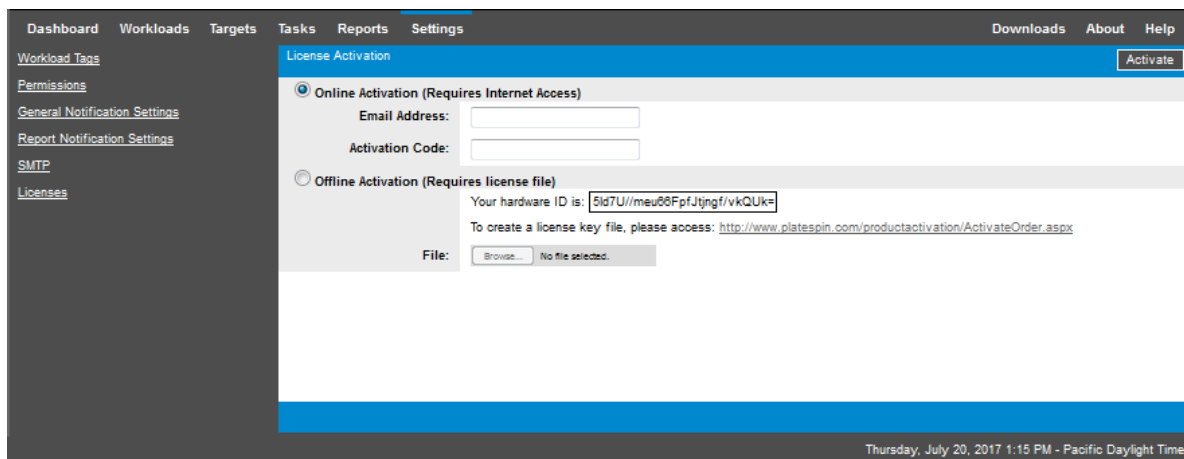 Dashboard Workloads Targets Tasks Reports Settings Downloads About Help
Workload Tags
Permissions
General Notification Settings
Report Notification Settings
SMTP
Licenses
License Activation
Activate
Online Activation (Requires Internet Access)
Email Address:
Activation Code:
Offline Activation (Requires license file)
Your hardware ID is: 5Id7U//meu66FpfJtjngf/vkQUk=
To create a license key file, please access: http://www.platespin.com/productactivation/ActivateOrder.aspx
File: Browse... No file selected.
Thursday, July 20, 2017 1:15 PM - Pacific Daylight Time